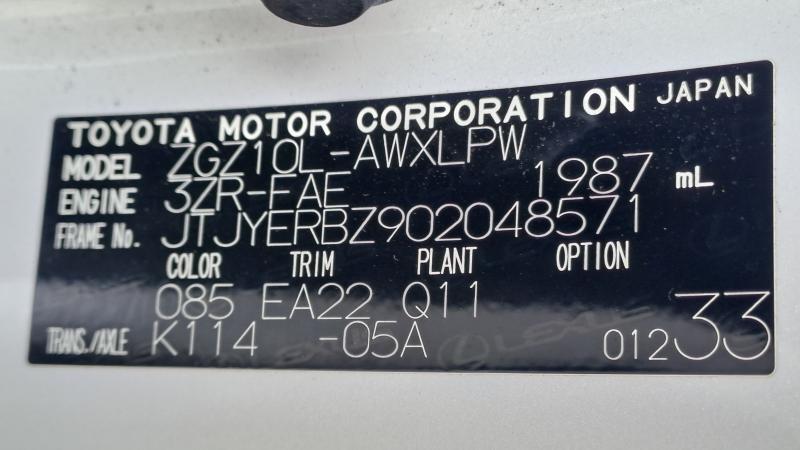 TOYOTA MOTOR CORPORATION JAPAN
MODEL ZGZ10L-AWXLPW
ENGINE 3ZR-FAE 1987 mL
FRAME No. JTJYERBZ902048571
COLOR TRIM PLANT OPTION
085 EA22 Q11
TRANS./AXLE K114 -05A 01233
LEXUS